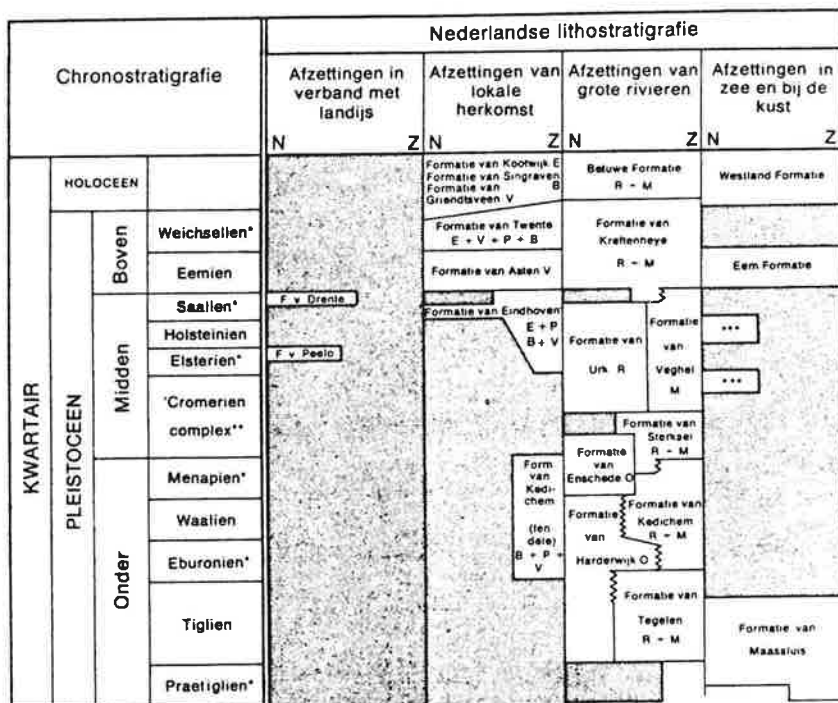 Nederlandse lithostratigrafie
Chronostratigrafie
Afzettingen in
verband met
landijs
N Z
Afzettingen van
lokale
herkomst
N Z
Afzettingen van
grote rivieren
N Z
Afzettingen in
zee en bij de
kust
N Z
KWARTAIR
HOLOCEEN
PLEISTOCEEN
Boven
Midden
Onder
Weichselien*
Eemien
Saalien*
Holsteinien
Elsterien*
'Cromerien
complex**
Menapien*
Waalien
Eburonien*
Tiglien
Praetiglien*
F v Drente
F v Peelo
Formatie van Kootwijk E
Formatie van Singraven
Formatie van B
Griendtsveen V
Formatie van Twente
E + V + P + B
Formatie van Asten V
Formatie van Eindhoven
E + P
B + V
Form
van
Kedi-
chem
(ten
dele)
B + P +
V
Betuwe Formatie
R - M
Formatie van
Kreftenheye
R - M
Formatie van
Urk R
Formatie
van
Veghel
M
Formatie van
Sterksel
R - M
Formatie
van
Enschede O
Formatie van
Kedichem
R - M
Formatie
van
Harderwijk O
Formatie van
Tegelen
R - M
Westland Formatie
Eem Formatie
***
***
Formatie van
Maassluis